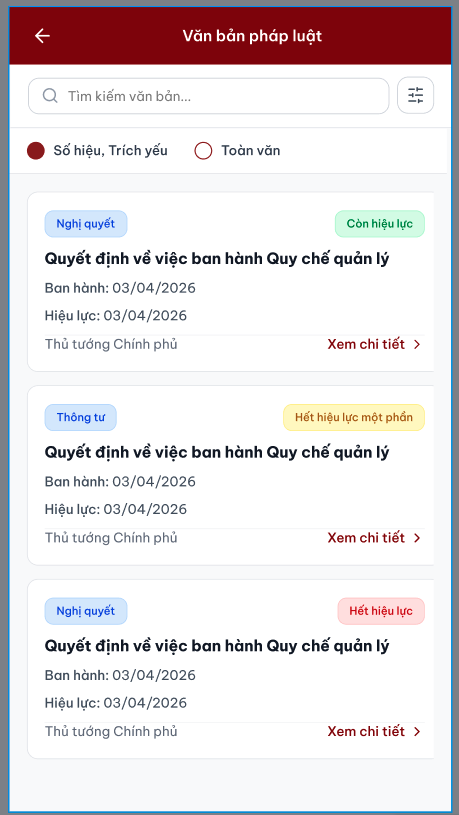 Văn bản pháp luật
Tìm kiếm văn bản...
Số hiệu, Trích yếu
Toàn văn
Nghị quyết
Còn hiệu lực
Quyết định về việc ban hành Quy chế quản lý
Ban hành: 03/04/2026
Hiệu lực: 03/04/2026
Thủ tướng Chính phủ
Xem chi tiết
Thông tư
Hết hiệu lực một phần
Quyết định về việc ban hành Quy chế quản lý
Ban hành: 03/04/2026
Hiệu lực: 03/04/2026
Thủ tướng Chính phủ
Xem chi tiết
Nghị quyết
Hết hiệu lực
Quyết định về việc ban hành Quy chế quản lý
Ban hành: 03/04/2026
Hiệu lực: 03/04/2026
Thủ tướng Chính phủ
Xem chi tiết